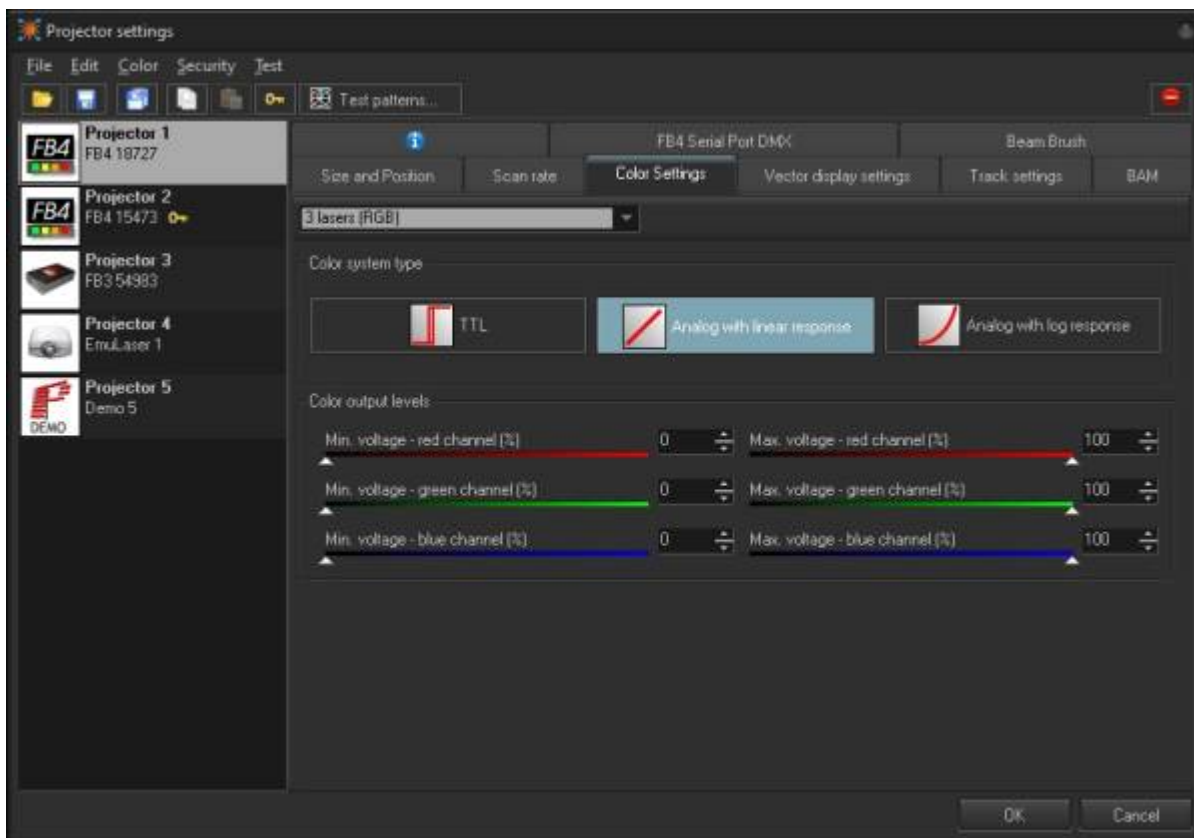 Projector settings
File Edit Color Security Test
Test patterns...
FB4 Projector 1
FB4 18727
FB4 Projector 2
FB4 15473
Projector 3
FB3 54983
Projector 4
EmuLaser 1
Projector 5
Demo 5
DEMO
FB4 Serial Port DMX Beam Brush
Size and Position Scan rate Color Settings Vector display settings Track settings BAM
3 lasers (RGB)
Color system type
TTL Analog with linear response Analog with log response
Color output levels
Min. voltage - red channel (%) 0 Max. voltage - red channel (%) 100
Min. voltage - green channel (%) 0 Max. voltage - green channel (%) 100
Min. voltage - blue channel (%) 0 Max. voltage - blue channel (%) 100
OK Cancel